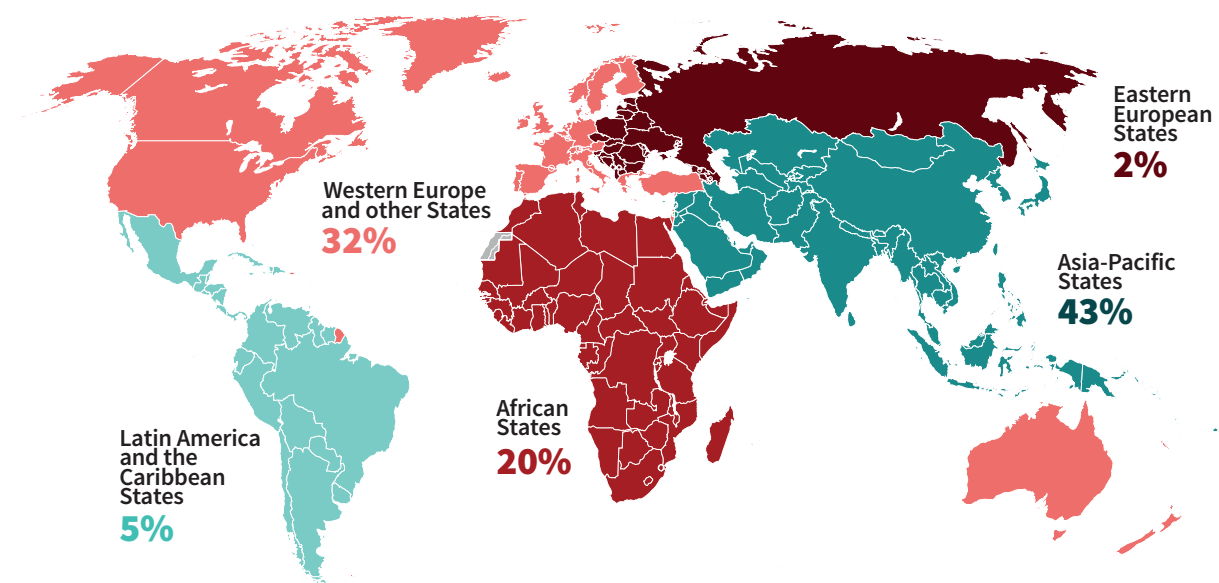 Eastern
European
States
2%
Western Europe
and other States
32%
Asia-Pacific
States
43%
African
States
20%
Latin America
and the
Caribbean
States
5%